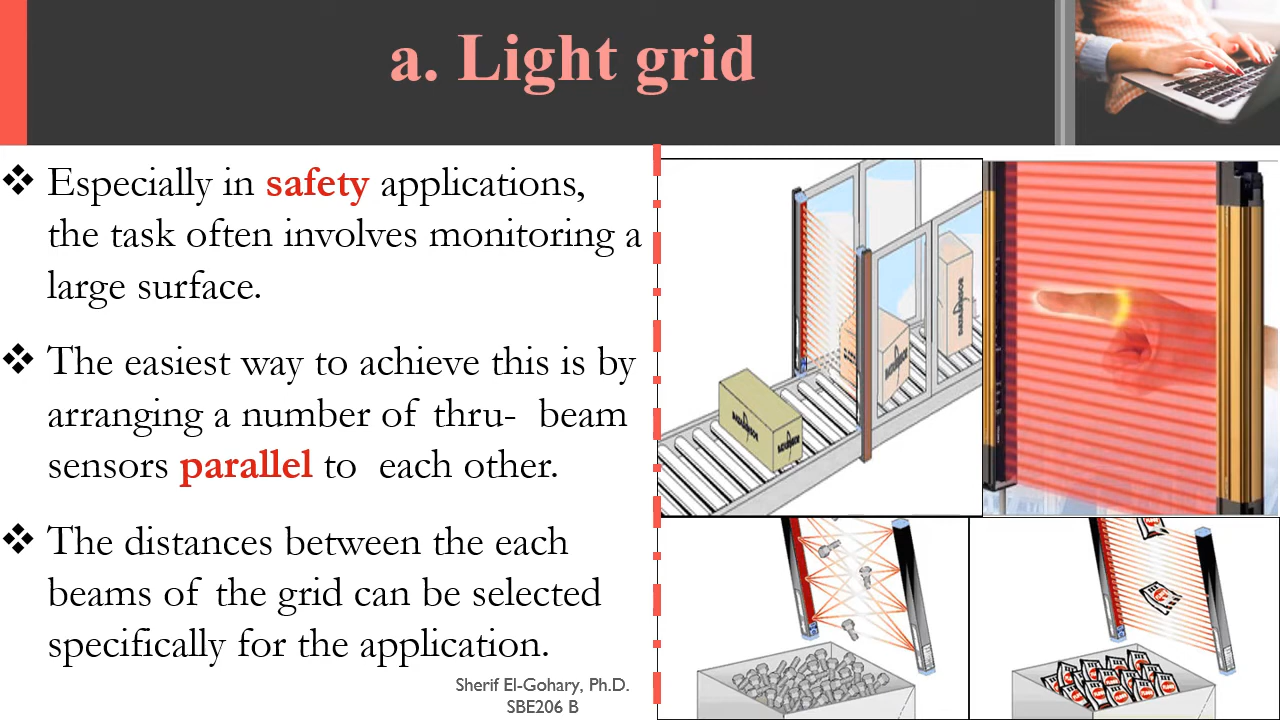 a. Light grid
❖ Especially in safety applications,
the task often involves monitoring a
large surface.
❖ The easiest way to achieve this is by
arranging a number of thru- beam
sensors parallel to each other.
❖ The distances between the each
beams of the grid can be selected
specifically for the application.
Sherif El-Gohary, Ph.D.
SBE206 B